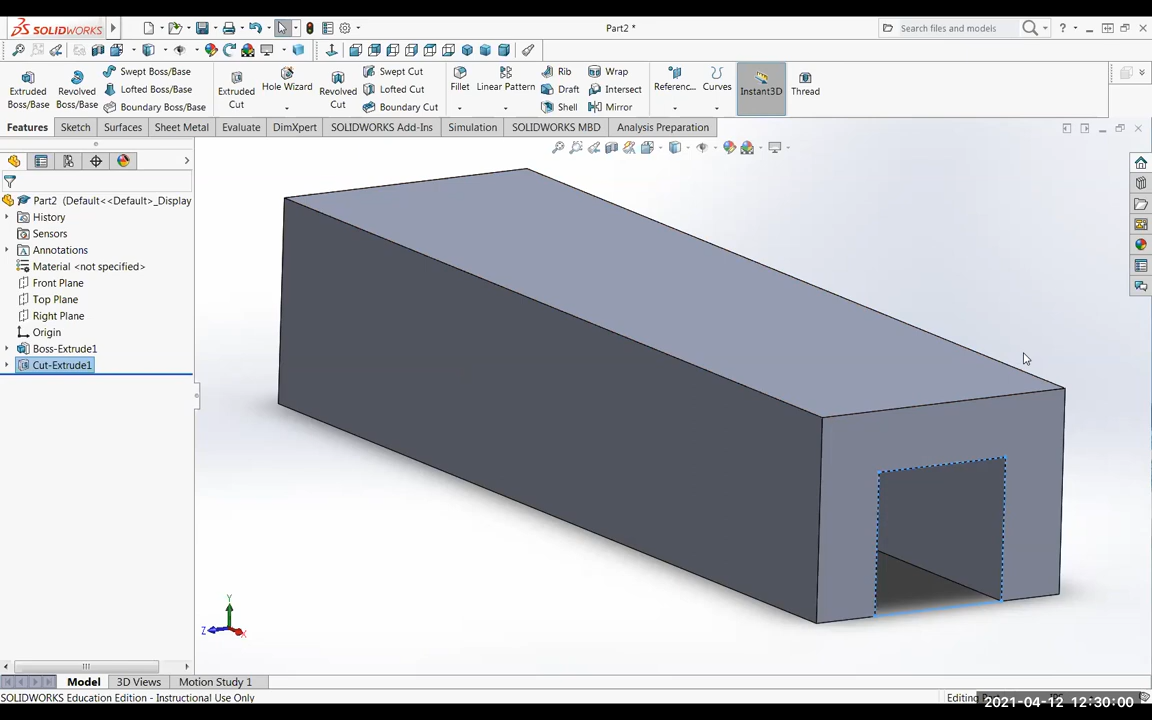 SOLIDWORKS
Part2 *
Search files and models
Extruded Boss/Base
Revolved Boss/Base
Swept Boss/Base
Lofted Boss/Base
Boundary Boss/Base
Extruded Cut
Hole Wizard
Revolved Cut
Swept Cut
Lofted Cut
Boundary Cut
Fillet
Linear Pattern
Rib
Draft
Shell
Wrap
Intersect
Mirror
Referenc...
Curves
Instant3D
Thread
Features
Sketch
Surfaces
Sheet Metal
Evaluate
DimXpert
SOLIDWORKS Add-Ins
Simulation
SOLIDWORKS MBD
Analysis Preparation
Part2 (Default<<Default>_Display
History
Sensors
Annotations
Material <not specified>
Front Plane
Top Plane
Right Plane
Origin
Boss-Extrude1
Cut-Extrude1
Y
Z
X
Model
3D Views
Motion Study 1
SOLIDWORKS Education Edition - Instructional Use Only
Editing
2021-04-12 12:30:00